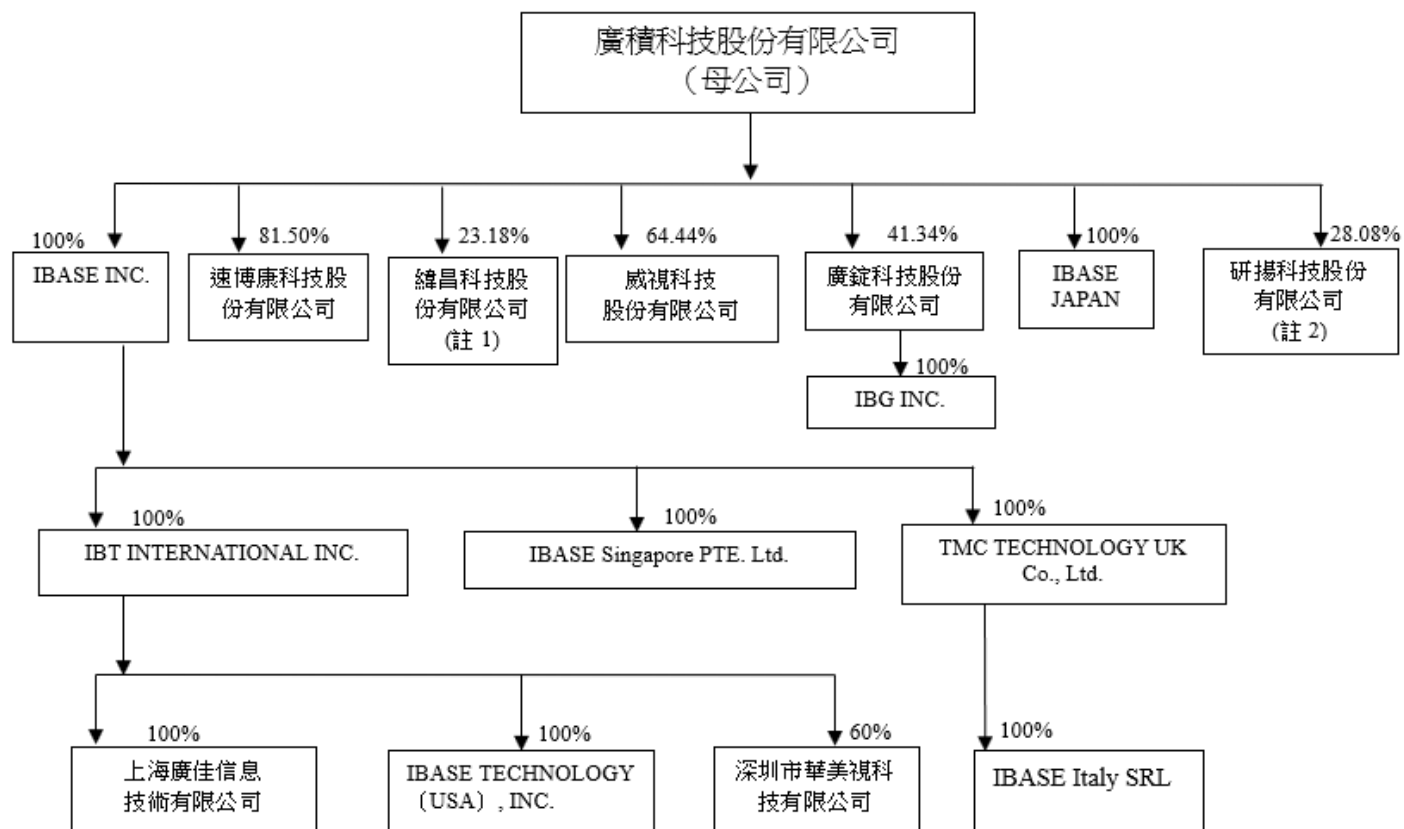 廣積科技股份有限公司
（母公司）
100%
81.50%
23.18%
64.44%
41.34%
100%
28.08%
IBASE INC.
速博康科技股
份有限公司
緯昌科技股
份有限公司
(註 1)
威視科技
股份有限公司
廣錠科技股份
有限公司
IBASE
JAPAN
研揚科技股份
有限公司
(註 2)
100%
IBG INC.
100%
IBT INTERNATIONAL INC.
100%
IBASE Singapore PTE. Ltd.
100%
TMC TECHNOLOGY UK
Co., Ltd.
100%
上海廣佳信息
技術有限公司
100%
IBASE TECHNOLOGY
〔USA〕, INC.
60%
深圳市華美視科
技有限公司
100%
IBASE Italy SRL